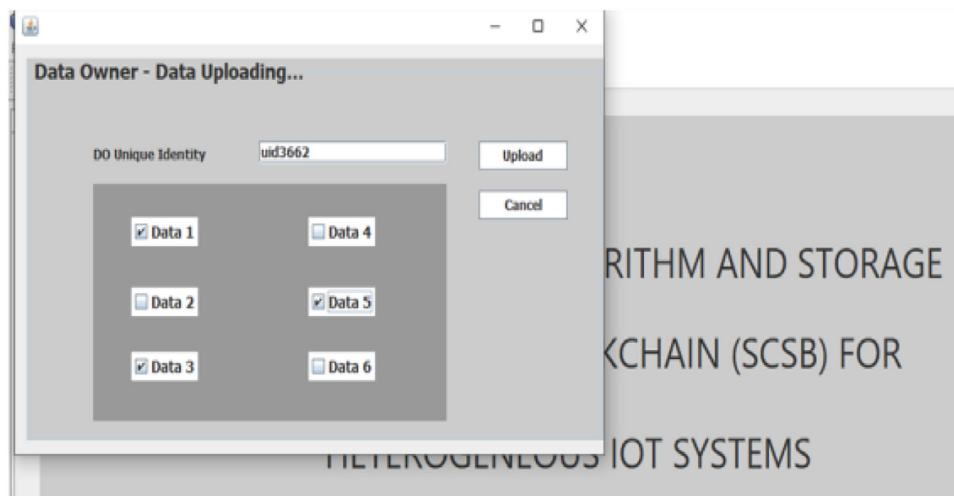 Data Owner - Data Uploading...
DO Unique Identity
uid3662
Upload
Cancel
Data 1
Data 4
Data 2
Data 5
Data 3
Data 6
RITHM AND STORAGE
KCHAIN (SCSB) FOR
HETEROGENEOUS IOT SYSTEMS